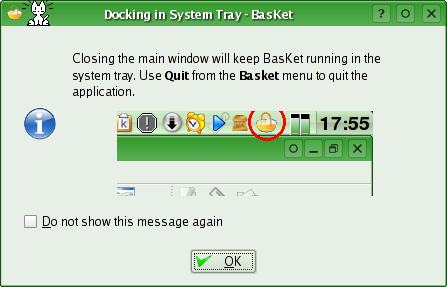 Docking in System Tray - BasKet
Closing the main window will keep BasKet running in the
system tray. Use Quit from the Basket menu to quit the
application.
k
17:55
Do not show this message again
OK